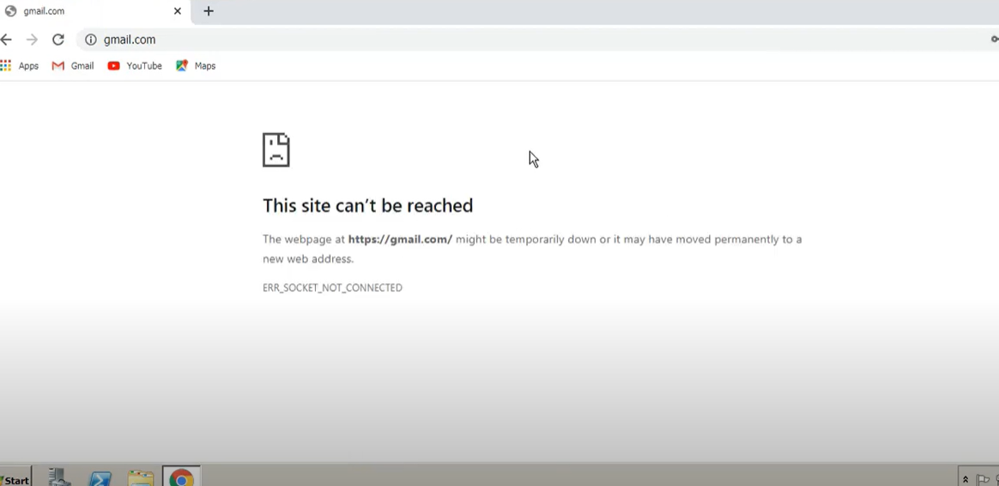 gmail.com
gmail.com
Apps Gmail YouTube Maps
This site can’t be reached
The webpage at https://gmail.com/ might be temporarily down or it may have moved permanently to a
new web address.
ERR_SOCKET_NOT_CONNECTED
Start